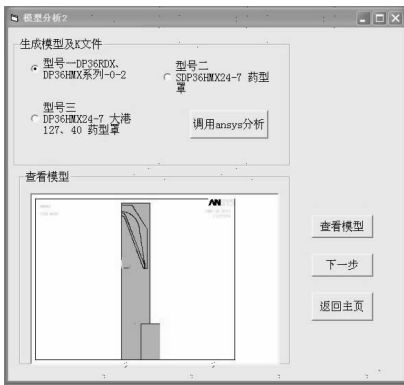 模型分析2
生成模型及K文件
型号一DP36RDX、
DP36HMX系列-0-2
型号二
SDP36HMX24-7 药型
罩
型号三
DP36HMX24-7 大港
127、40 药型罩
调用ansys分析
查看模型
AN
查看模型
下一步
返回主页